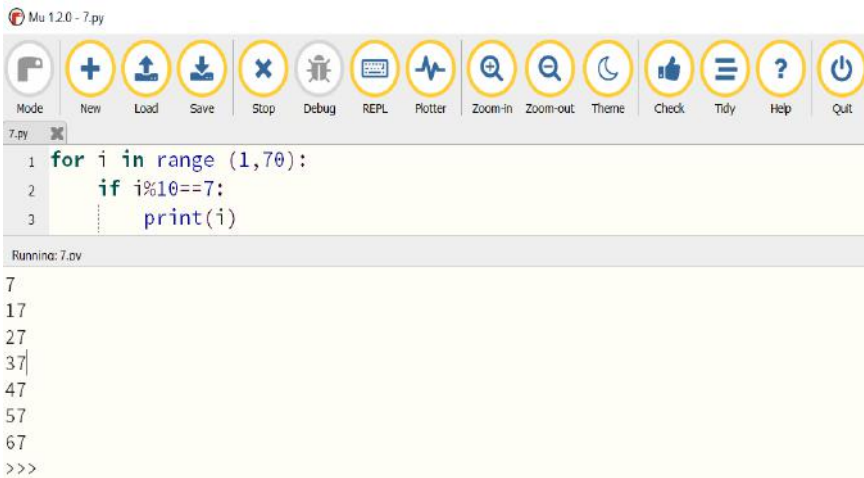 Mu 1.2.0 - 7.py
Mode New Load Save Stop Debug REPL Plotter Zoom-in Zoom-out Theme Check Tidy Help Quit
7.py
1 for i in range (1,70):
2     if i%10==7:
3         print(i)
Running: 7.py
7
17
27
37
47
57
67
>>>